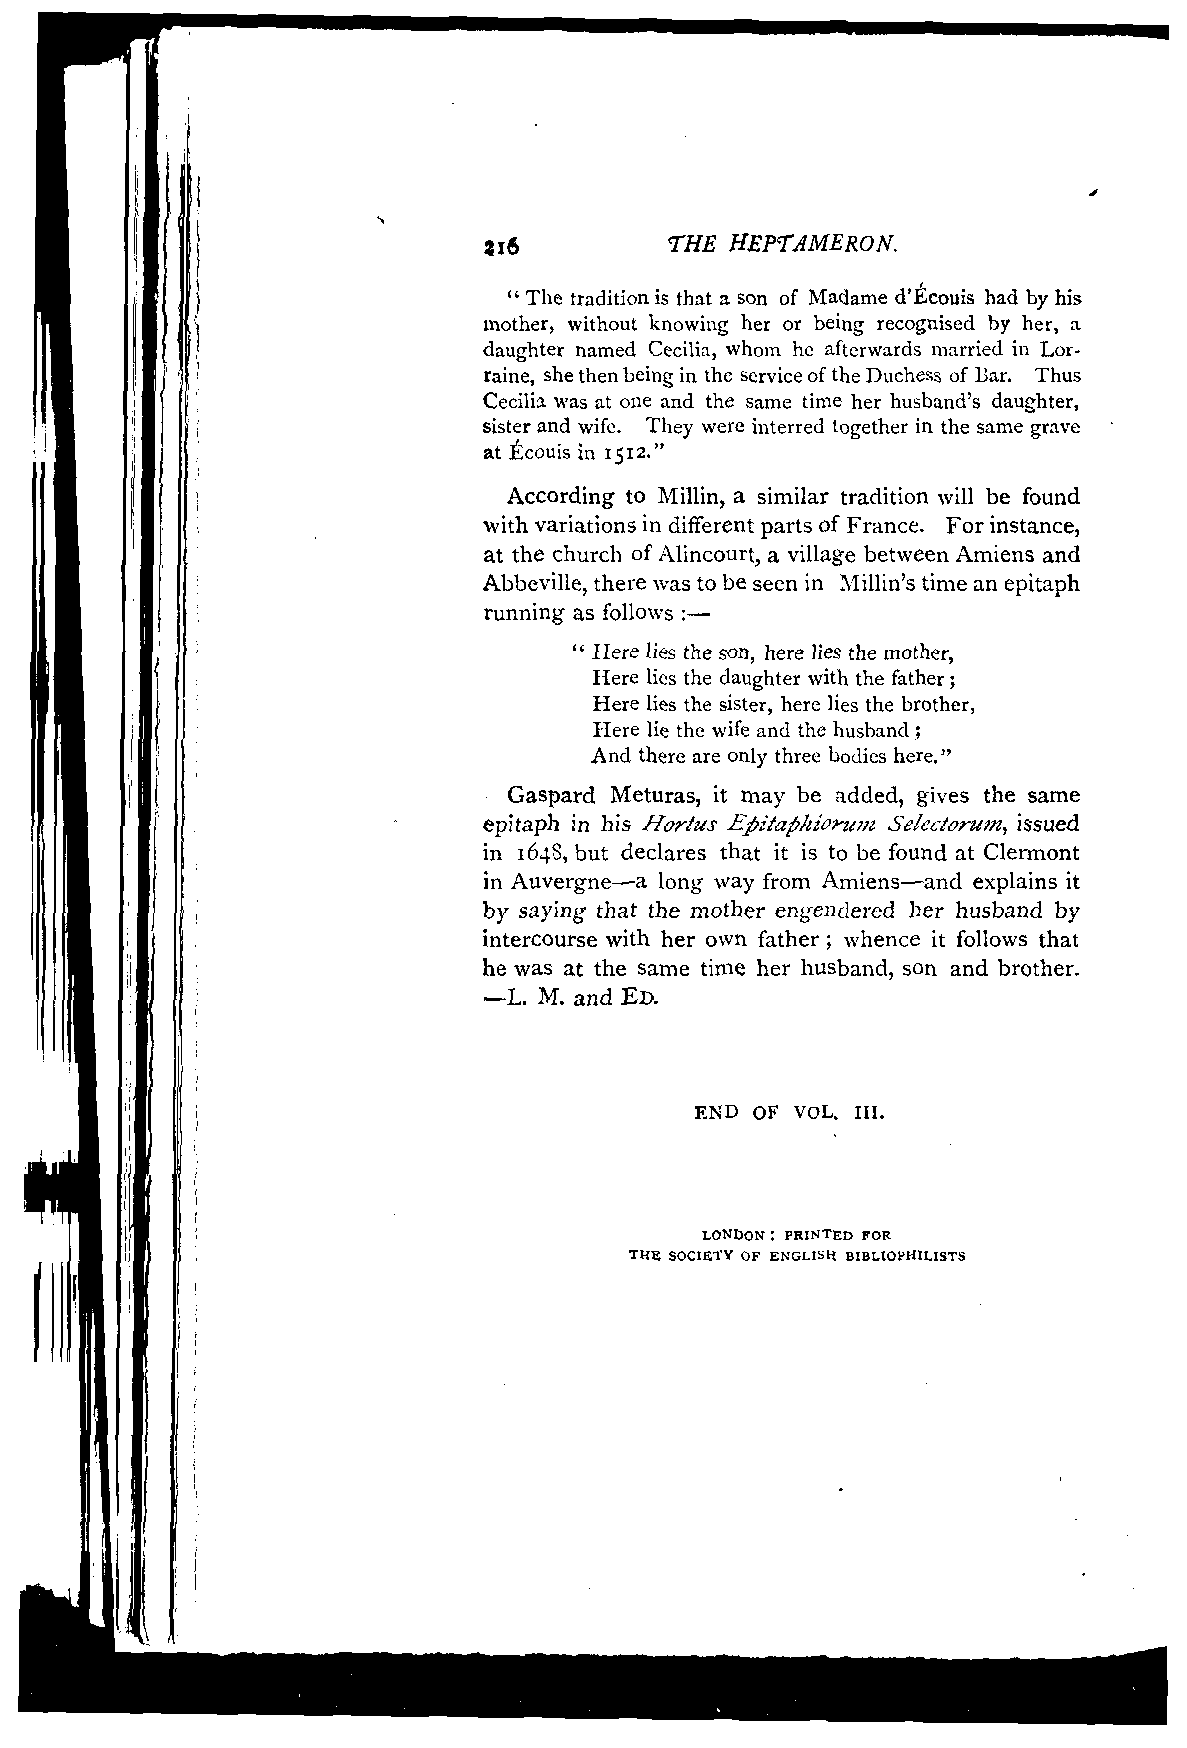 216 THE HEPTAMERON.
“ The tradition is that a son of Madame d'Écouis had by his
mother, without knowing her or being recognised by her, a
daughter named Cecilia, whom he afterwards married in Lor-
raine, she then being in the service of the Duchess of Bar. Thus
Cecilia was at one and the same time her husband's daughter,
sister and wife. They were interred together in the same grave
at Écouis in 1512.”
According to Millin, a similar tradition will be found
with variations in different parts of France. For instance,
at the church of Alincourt, a village between Amiens and
Abbeville, there was to be seen in Millin's time an epitaph
running as follows :—
“ Here lies the son, here lies the mother,
Here lies the daughter with the father ;
Here lies the sister, here lies the brother,
Here lie the wife and the husband ;
And there are only three bodies here.”
Gaspard Meturas, it may be added, gives the same
epitaph in his Hortus Epitaphiorum Selectorum, issued
in 1648, but declares that it is to be found at Clermont
in Auvergne—a long way from Amiens—and explains it
by saying that the mother engendered her husband by
intercourse with her own father ; whence it follows that
he was at the same time her husband, son and brother.
—L. M. and ED.
END OF VOL. III.
LONDON : PRINTED FOR
THE SOCIETY OF ENGLISH BIBLIOPHILISTS